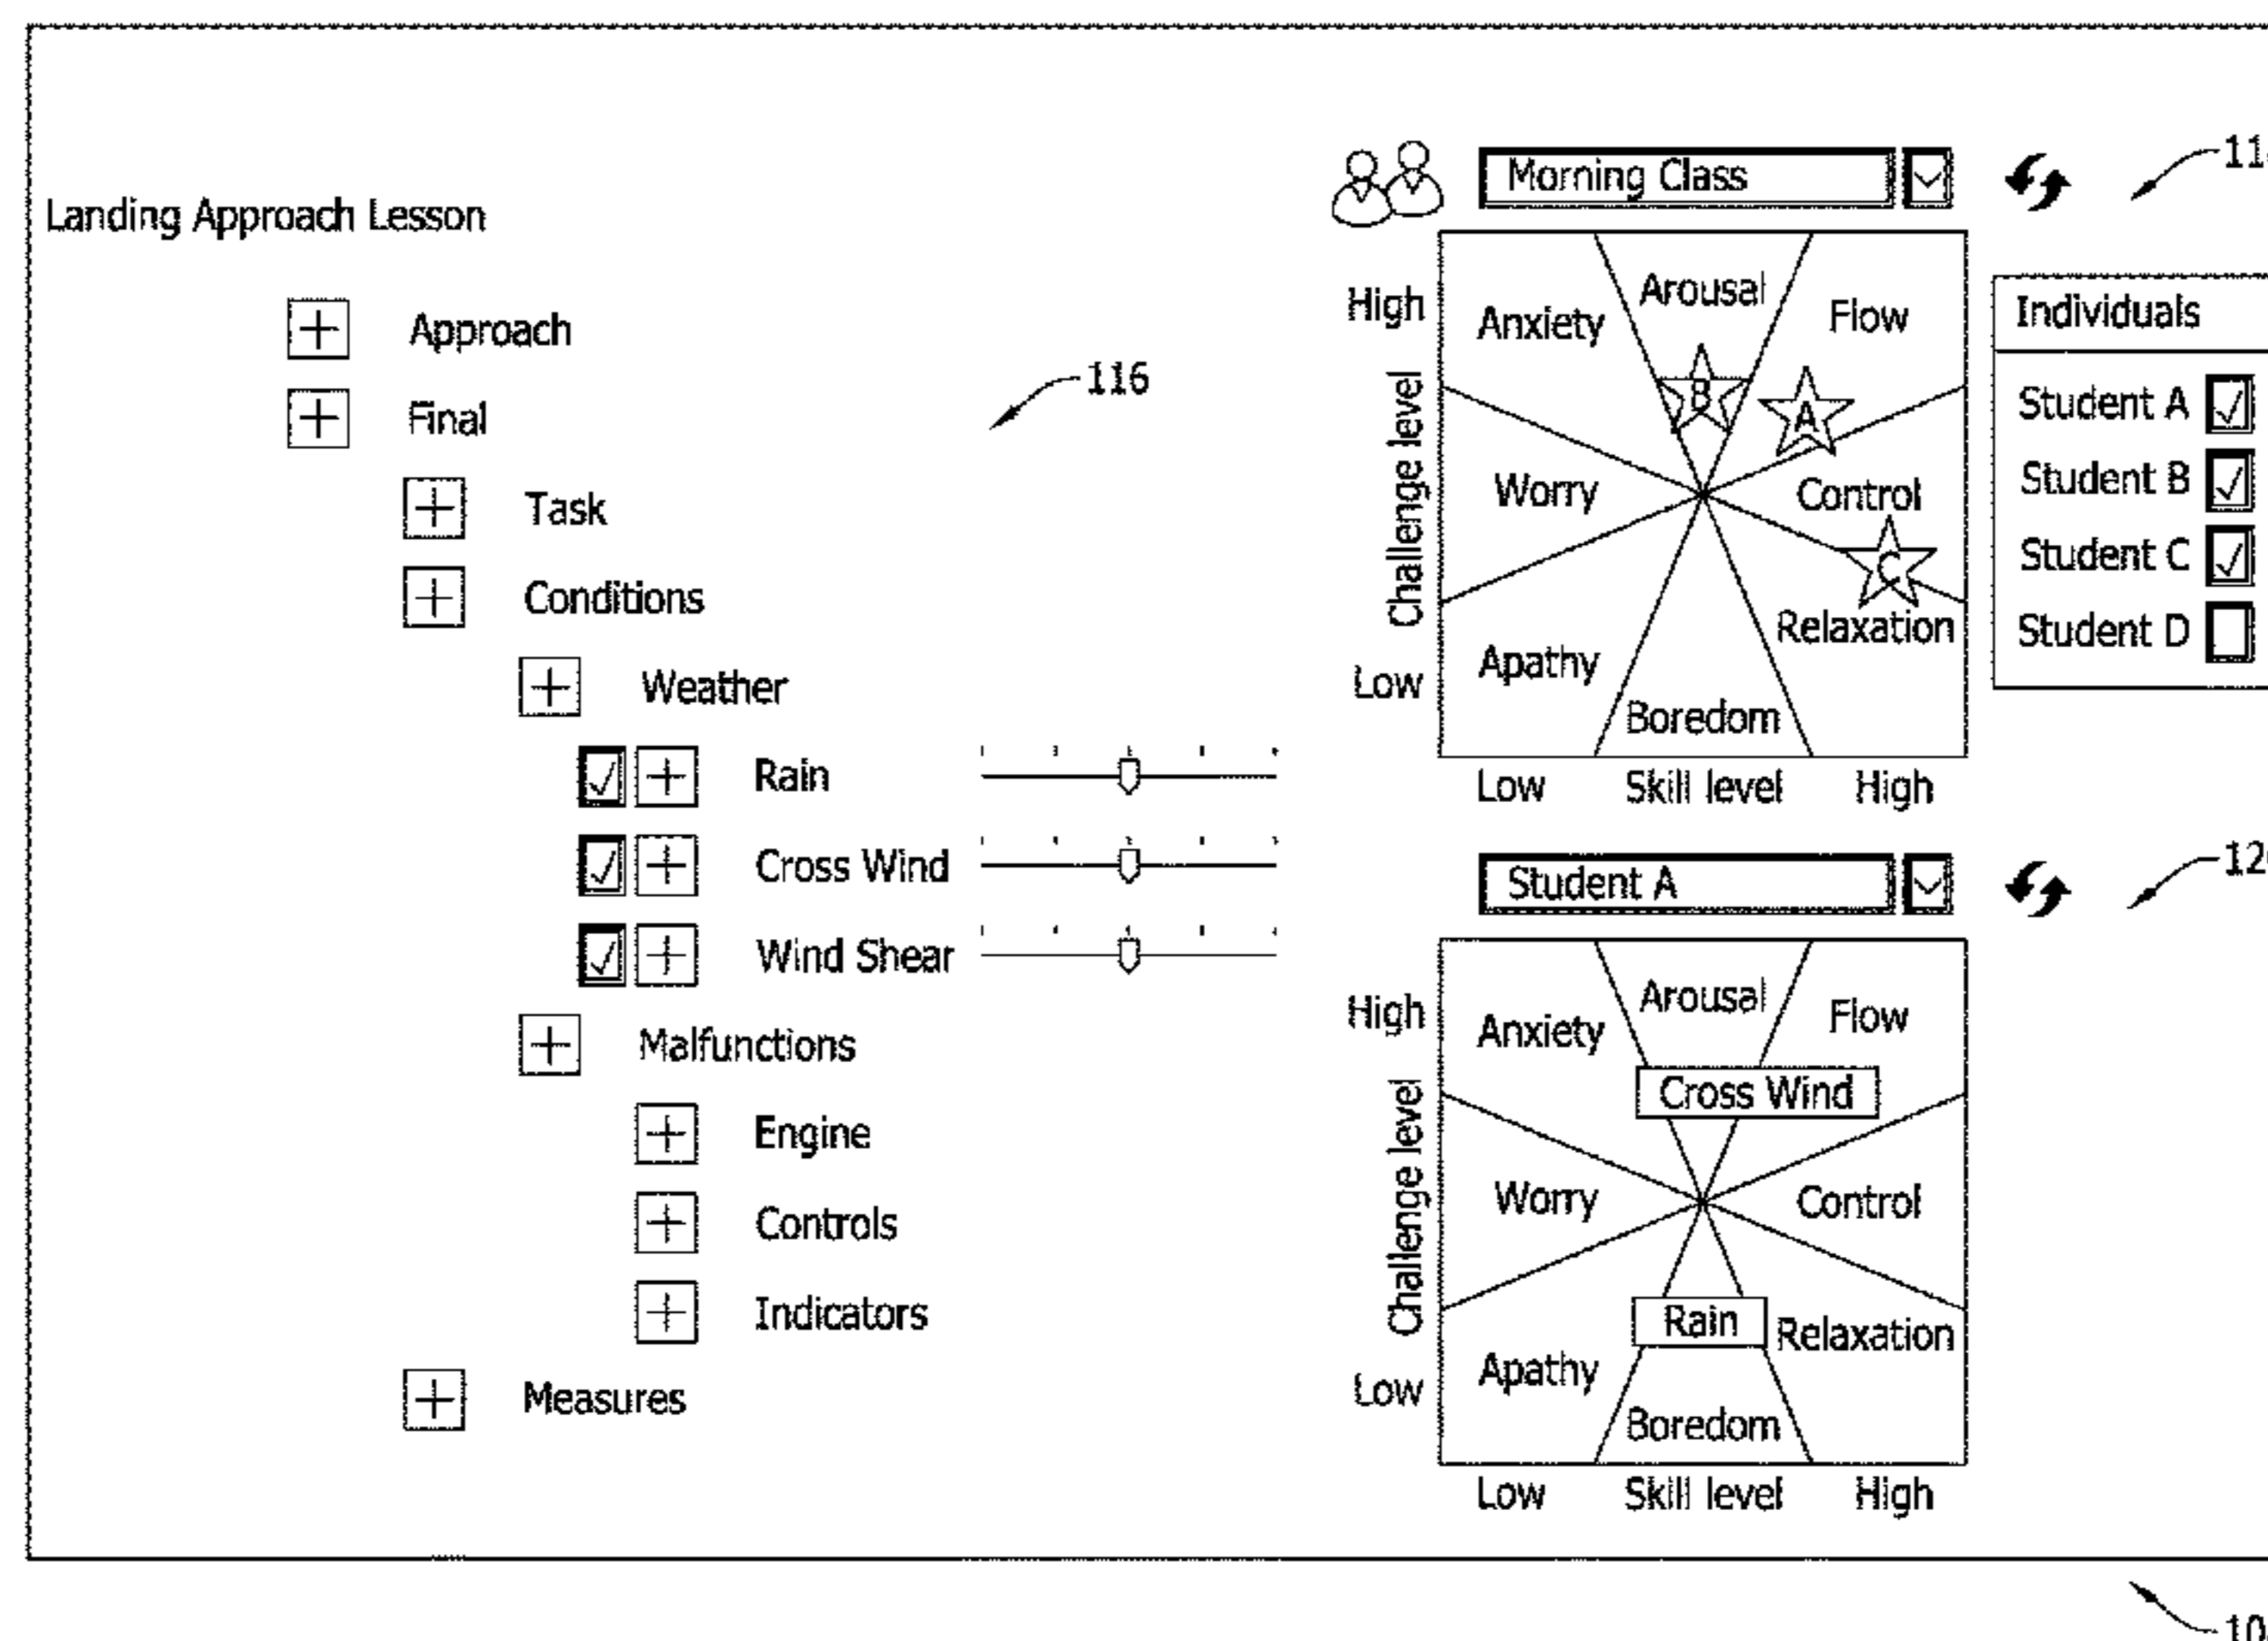 Landing Approach Lesson
Approach
Final
Task
Conditions
Weather
Rain
Cross Wind
Wind Shear
Malfunctions
Engine
Controls
Indicators
Measures
116
Morning Class
High
Challenge level
Low
Anxiety
Arousal
Flow
B
A
Worry
Control
C
Relaxation
Apathy
Boredom
Low
Skill level
High
Individuals
Student A
Student B
Student C
Student D
Student A
High
Challenge level
Low
Anxiety
Arousal
Flow
Cross Wind
Worry
Control
Rain
Relaxation
Apathy
Boredom
Low
Skill level
High